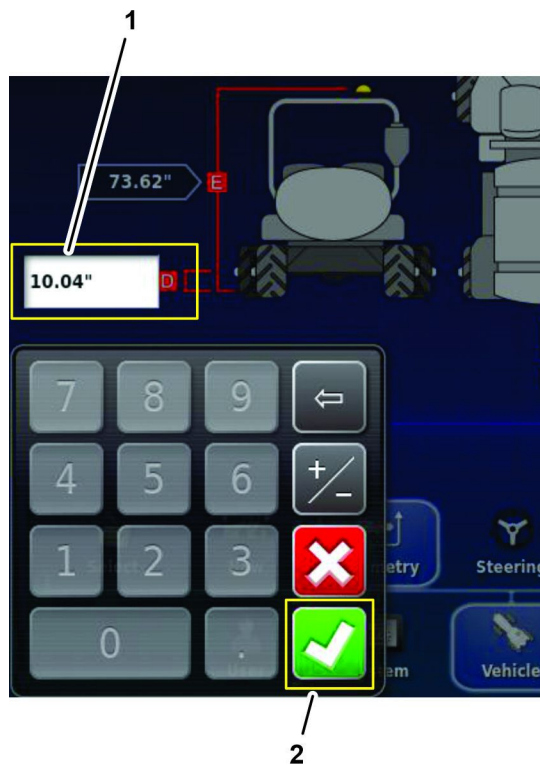 1
73.62" E
10.04" D
7 8 9
4 5 6 +/-
1 2 3
etry
Steering
0 .
em
Vehicle
2